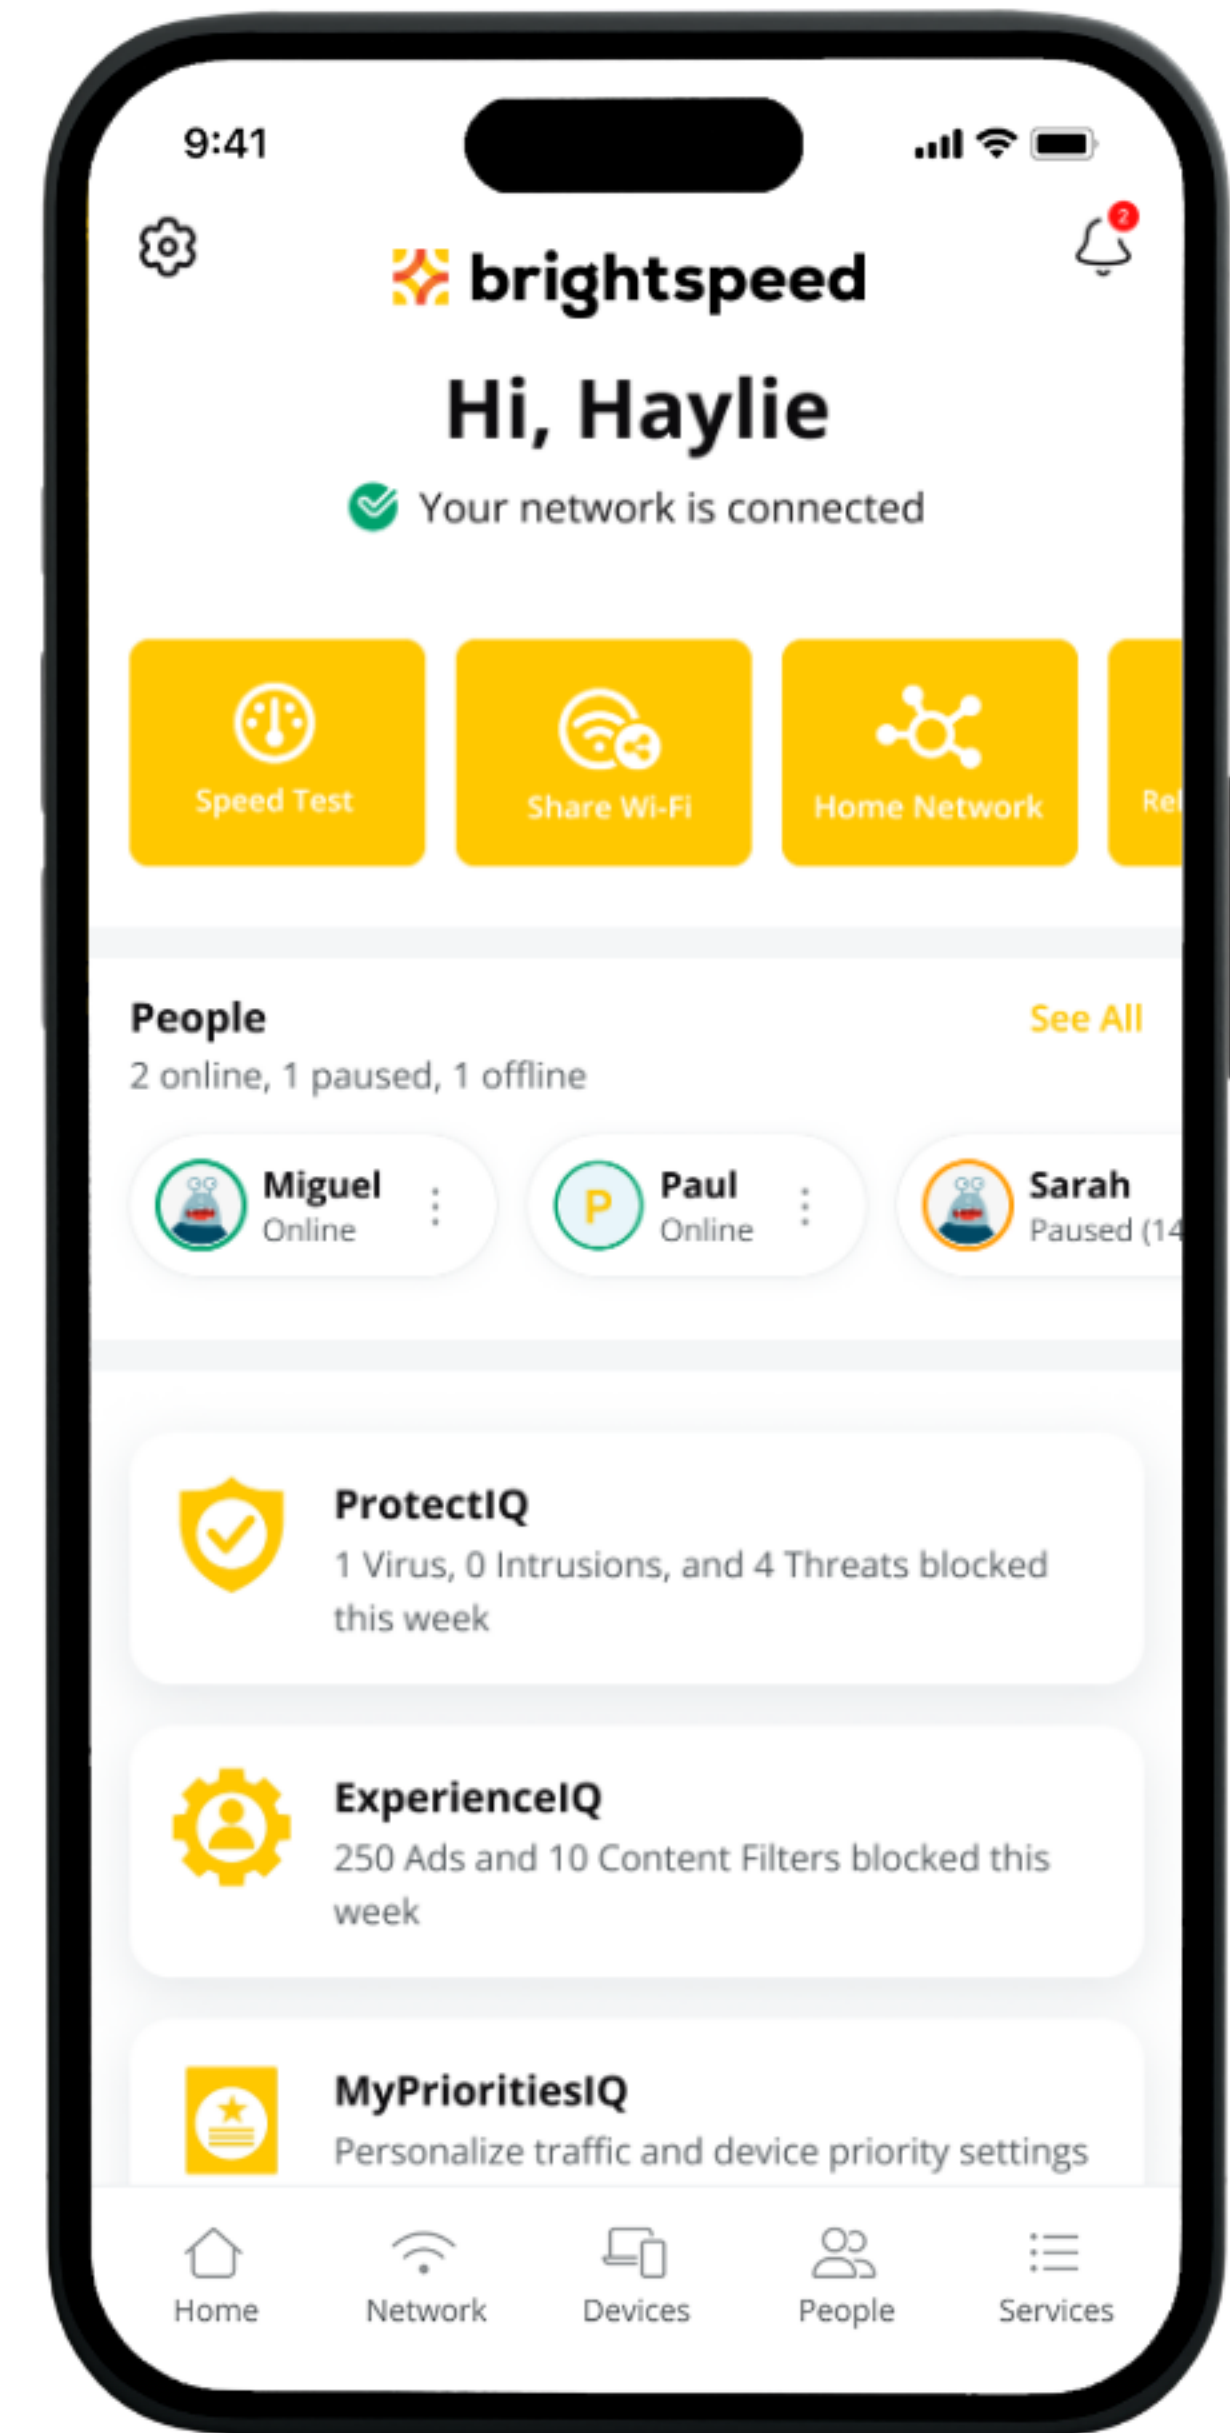 9:41
2
brightspeed
Hi, Haylie
Your network is connected
Speed Test
Share Wi-Fi
Home Network
Rel
People
See All
2 online, 1 paused, 1 offline
Miguel
Online
P
Paul
Online
Sarah
Paused (14
ProtectIQ
1 Virus, 0 Intrusions, and 4 Threats blocked
this week
ExperienceIQ
250 Ads and 10 Content Filters blocked this
week
MyPrioritiesIQ
Personalize traffic and device priority settings
Home
Network
Devices
People
Services